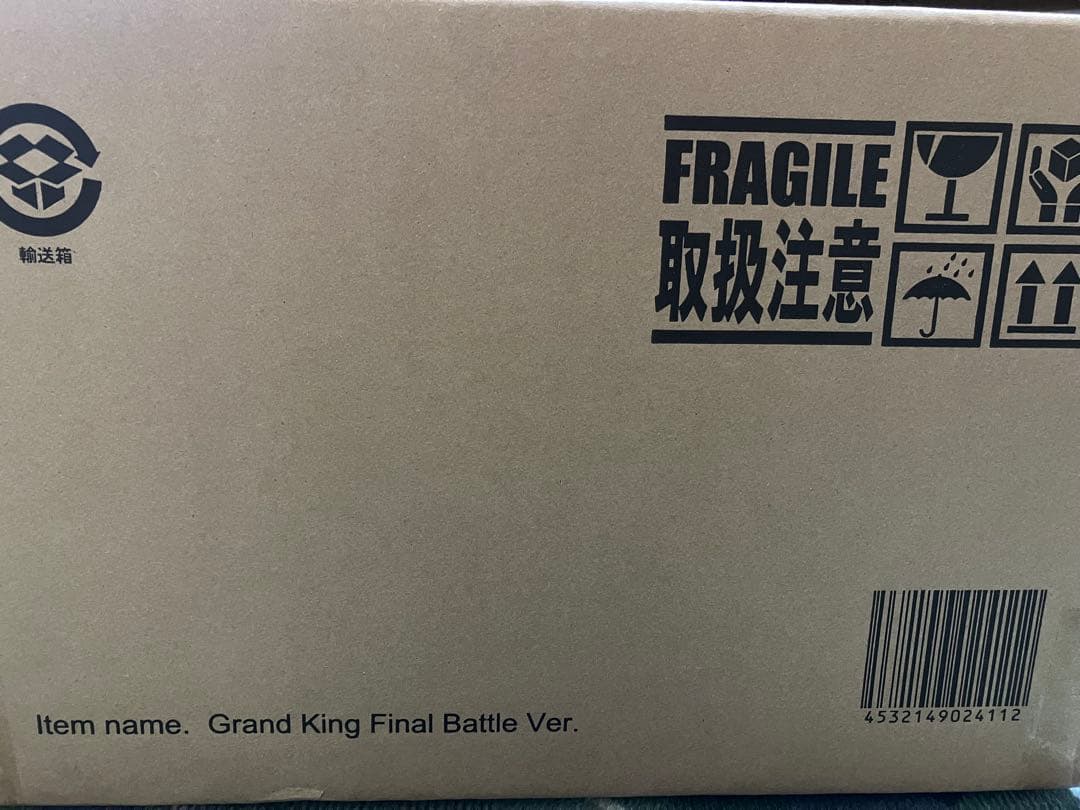 FRAGILE
取扱注意
輸送箱
Item name. Grand King Final Battle Ver.
4532149024112